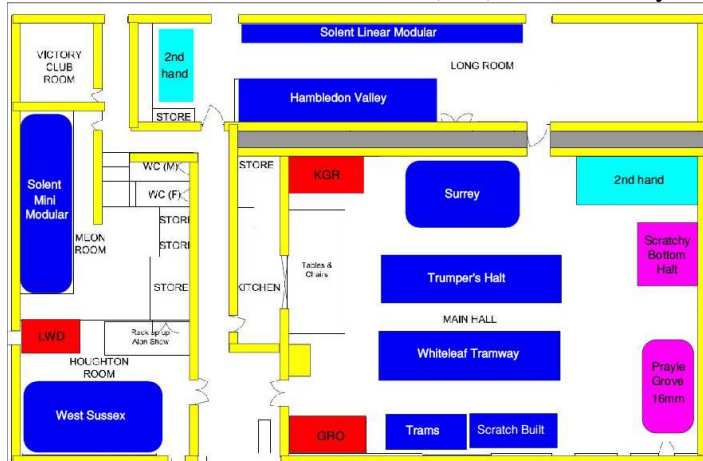 Solent Linear Modular
VICTORY
CLUB
ROOM
2nd
hand
LONG ROOM
Hambledon Valley
STORE
WC (M)
STORE
KGR
Surrey
2nd hand
Solent
Mini
Modular
WC (F)
STORE
MEON
ROOM
STORE
Scratchy
Bottom
Halt
Tables &
Chairs
Trumper's Halt
STORE
KITCHEN
MAIN HALL
LWD
Alan Show
Whiteleaf Tramway
HOUGHTON
ROOM
Prayle
Grove
16mm
West Sussex
GRO
Trams
Scratch Built